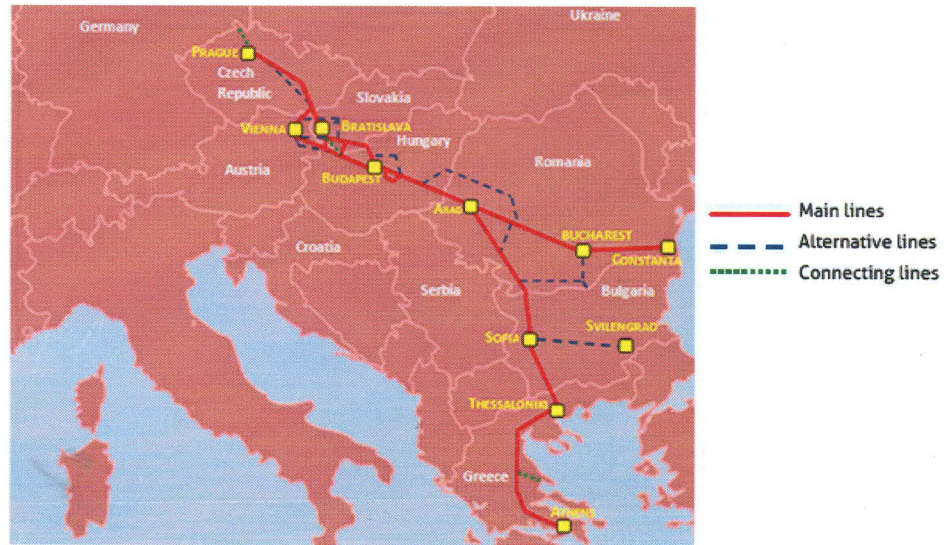 Germany
Ukraine
PRAGUE
Czech
Republic
Slovakia
VIENNA
BRATISLAVA
Hungary
Austria
BUDAPEST
Romania
ARAD
Croatia
BUCHAREST
CONSTANTA
Serbia
Bulgaria
SOFIA
SVILENGRAD
THESSALONIKI
Greece
ATHENS
Main lines
Alternative lines
Connecting lines